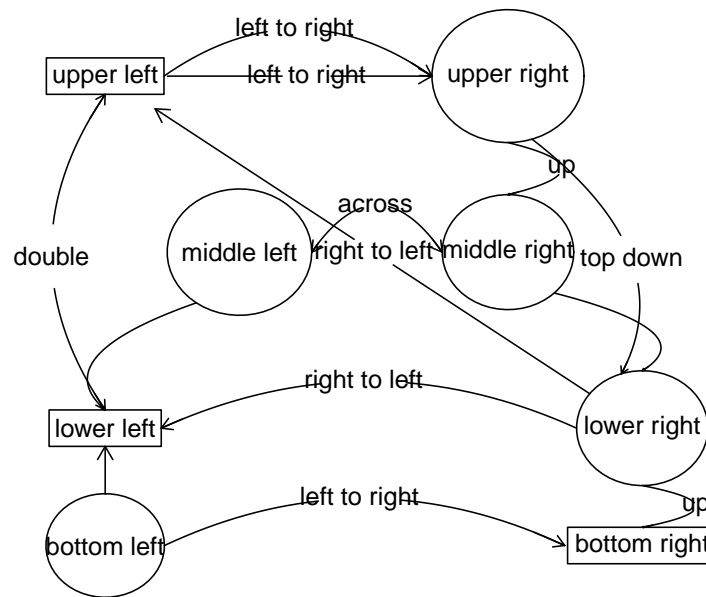 left to right
upper left
left to right
upper right
up
across
double
middle left
right to left
middle right
top down
right to left
lower left
lower right
left to right
up
bottom left
bottom right